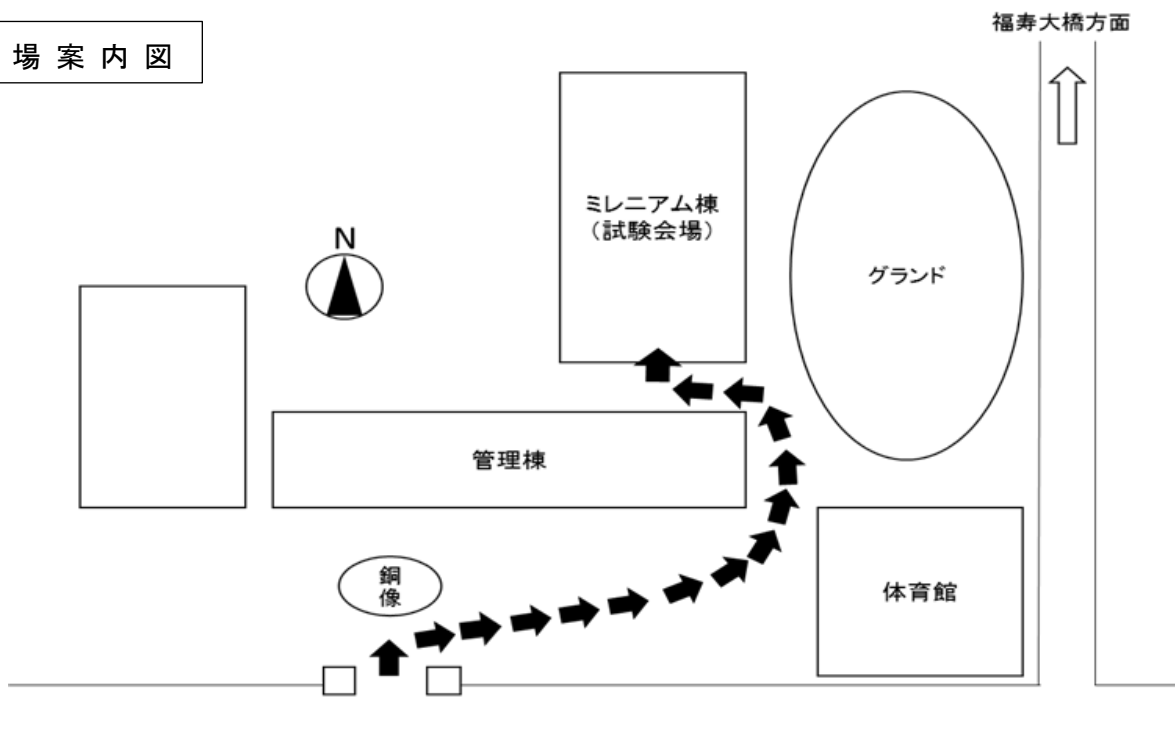 場案内図
福寿大橋方面
ミレニアム棟
（試験会場）
N
グランド
管理棟
銅
像
体育館